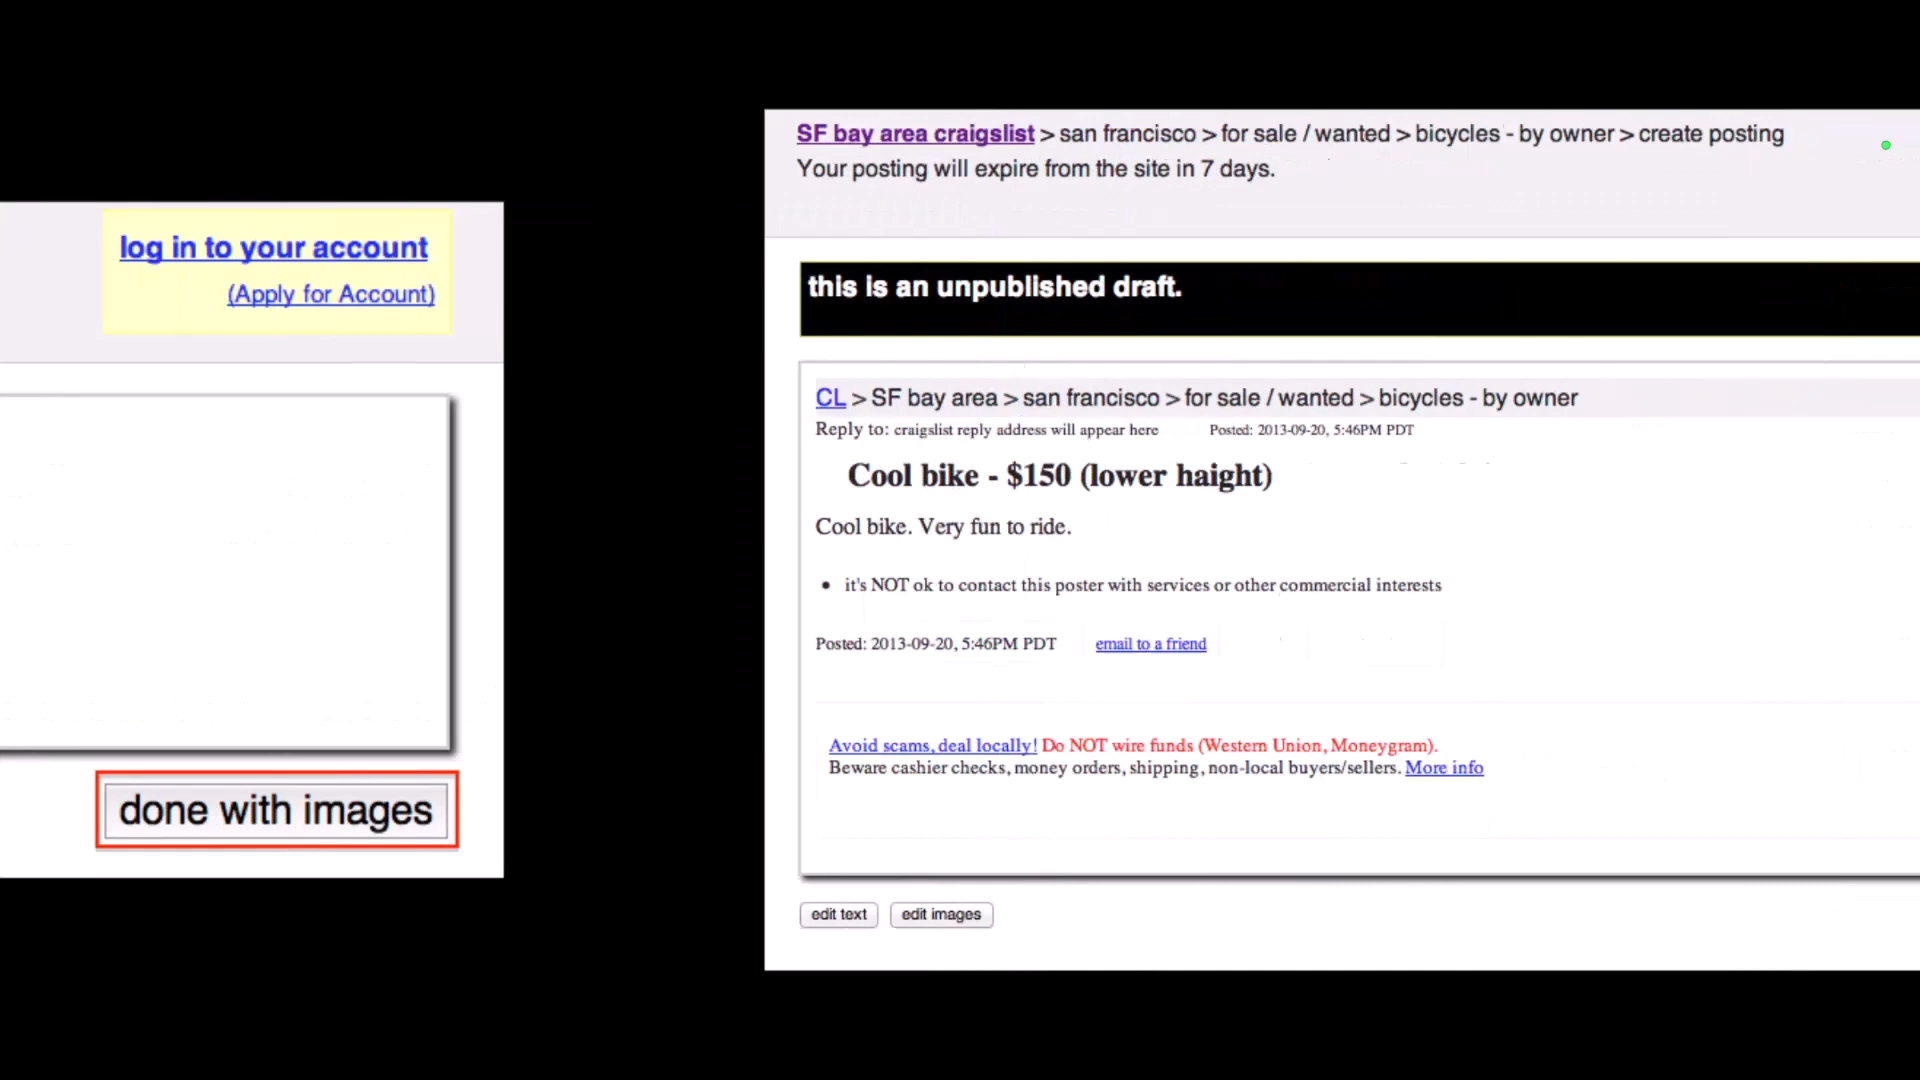 log in to your account
(Apply for Account)
done with images
SF bay area craigslist > san francisco > for sale / wanted > bicycles - by owner > create posting
Your posting will expire from the site in 7 days.
this is an unpublished draft.
CL > SF bay area > san francisco > for sale / wanted > bicycles - by owner
Reply to: craigslist reply address will appear here Posted: 2013-09-20, 5:46PM PDT
Cool bike - $150 (lower haight)
Cool bike. Very fun to ride.
• it's NOT ok to contact this poster with services or other commercial interests
Posted: 2013-09-20, 5:46PM PDT email to a friend
Avoid scams, deal locally! Do NOT wire funds (Western Union, Moneygram).
Beware cashier checks, money orders, shipping, non-local buyers/sellers. More info
edit text edit images